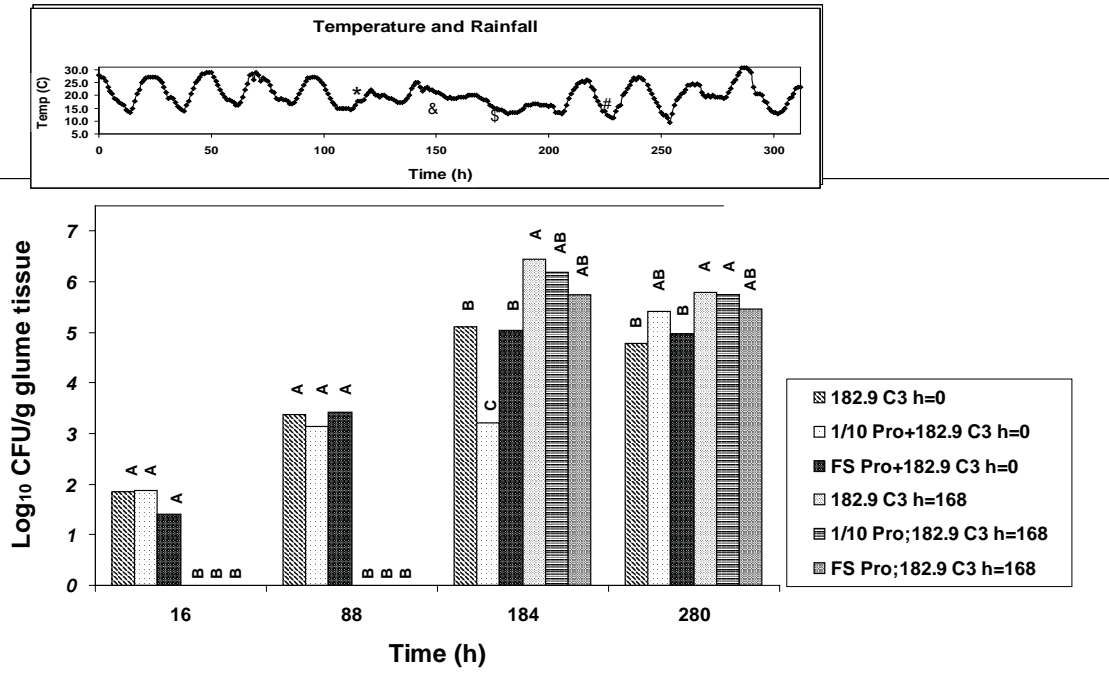 Temperature and Rainfall
Temp (C)
30.0
25.0
20.0
15.0
10.0
5.0
*
&
$
#
0 50 100 150 200 250 300
Time (h)
Log10 CFU/g glume tissue
7
6
5
4
3
2
1
0
A A A B B B
A A A B B B
B C B A AB AB
B AB B A A AB
16 88 184 280
Time (h)
182.9 C3 h=0
1/10 Pro+182.9 C3 h=0
FS Pro+182.9 C3 h=0
182.9 C3 h=168
1/10 Pro;182.9 C3 h=168
FS Pro;182.9 C3 h=168